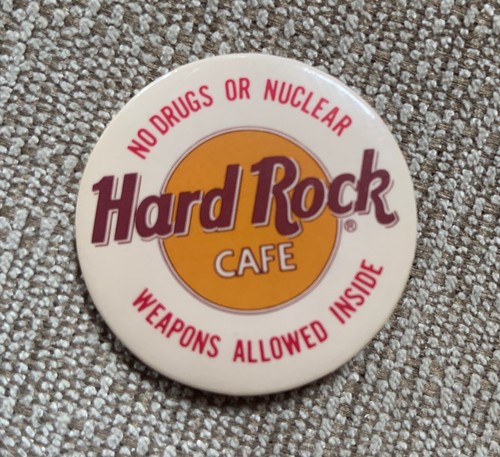 NO DRUGS OR NUCLEAR
Hard Rock
®
CAFE
WEAPONS ALLOWED INSIDE